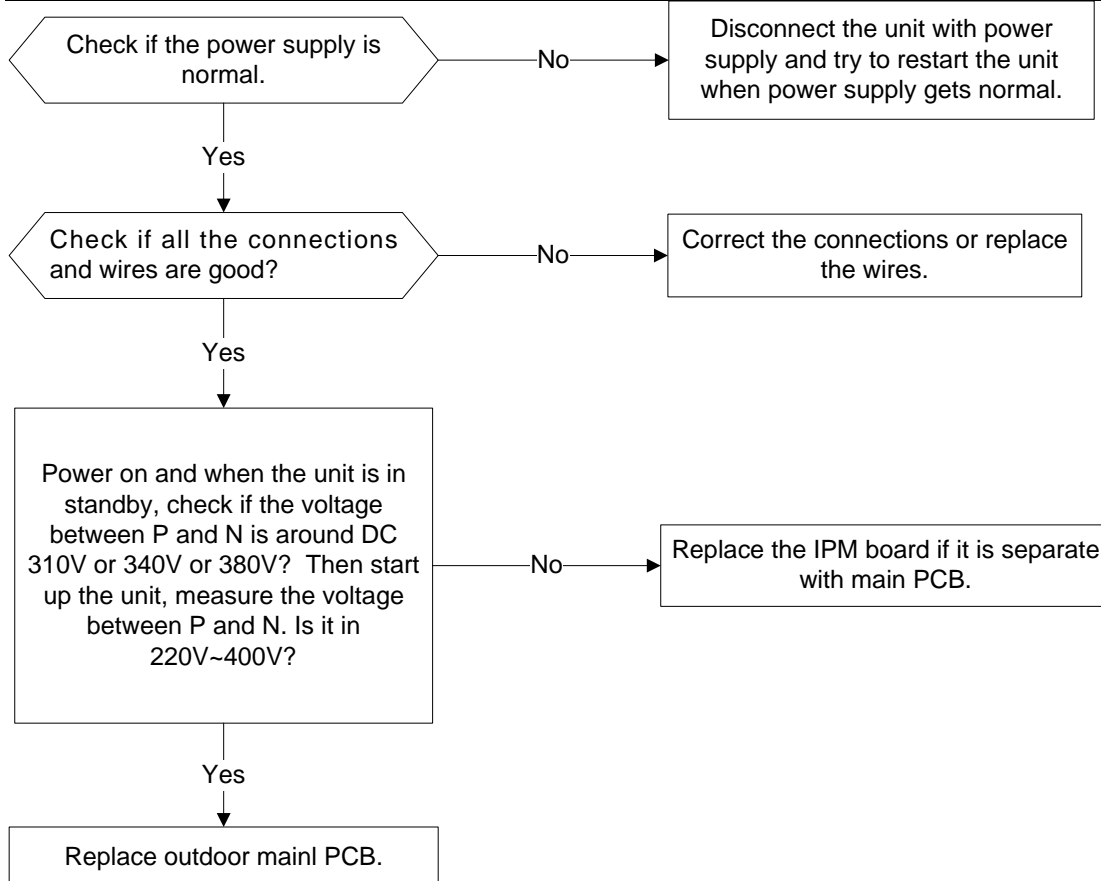 Check if the power supply is
normal.
No
Disconnect the unit with power
supply and try to restart the unit
when power supply gets normal.
Yes
Check if all the connections
and wires are good?
No
Correct the connections or replace
the wires.
Yes
Power on and when the unit is in
standby, check if the voltage
between P and N is around DC
310V or 340V or 380V? Then start
up the unit, measure the voltage
between P and N. Is it in
220V~400V?
No
Replace the IPM board if it is separate
with main PCB.
Yes
Replace outdoor mainl PCB.